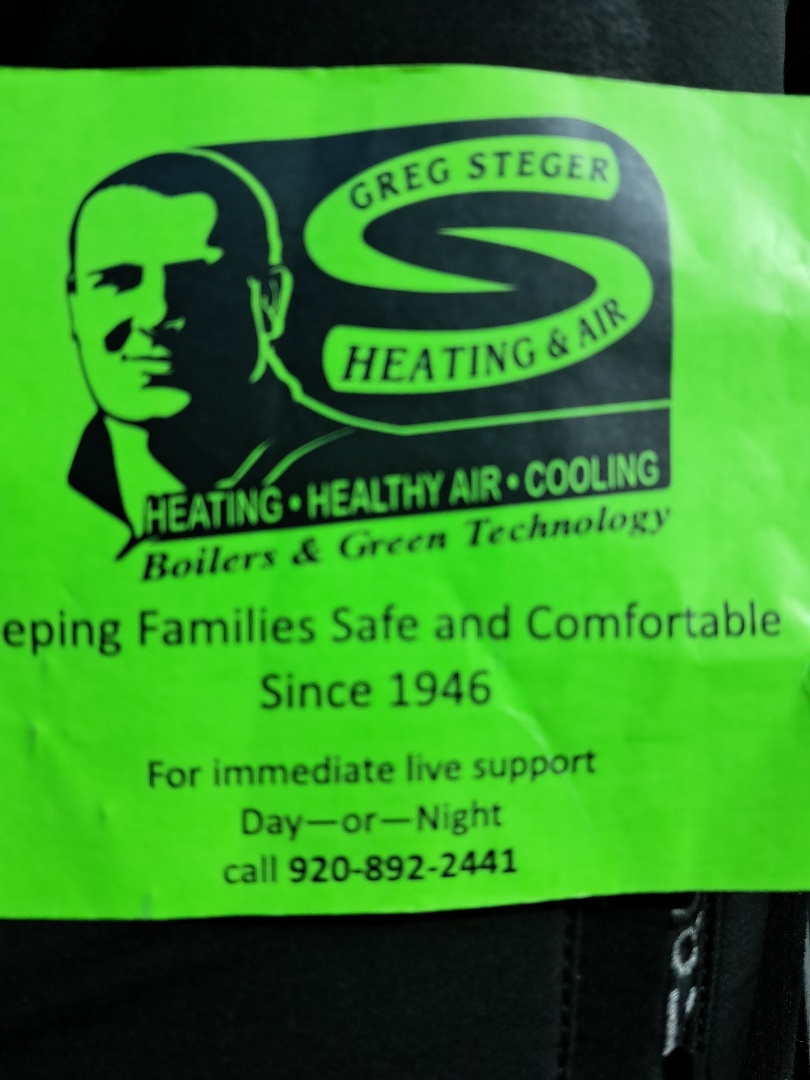 GREG STEGER
HEATING & AIR
HEATING • HEALTHY AIR • COOLING
Boilers & Green Technology
eping Families Safe and Comfortable
Since 1946
For immediate live support
Day—or—Night
call 920-892-2441